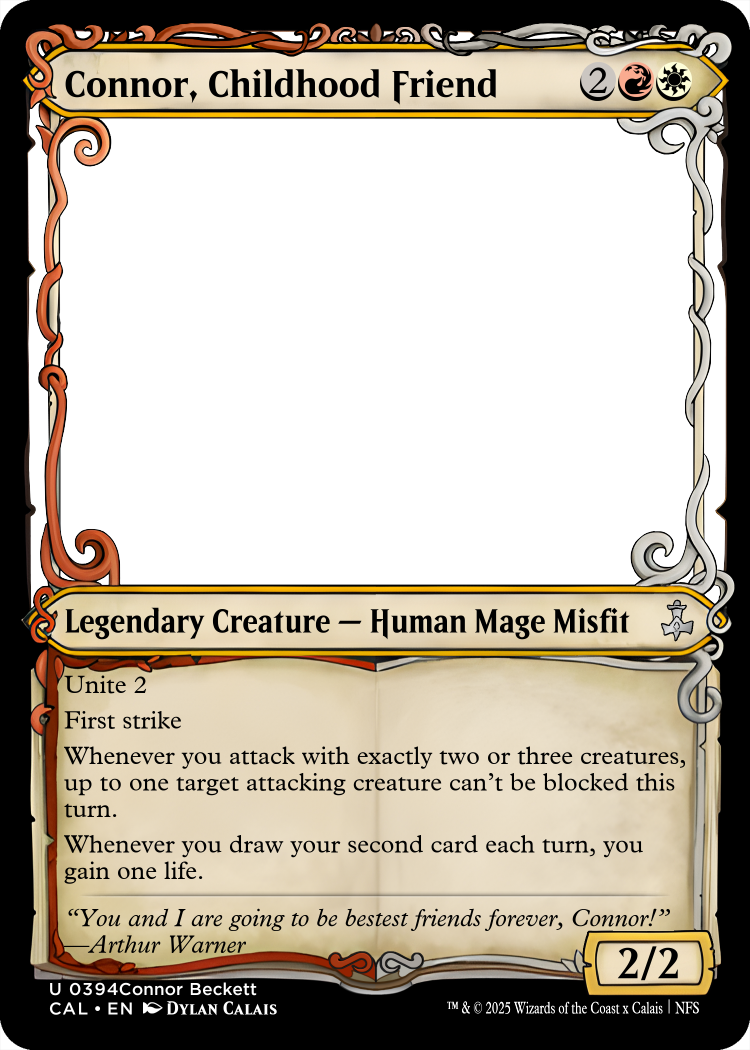 Connor, Childhood Friend 2
Legendary Creature — Human Mage Misfit
Unite 2
First strike
Whenever you attack with exactly two or three creatures,
up to one target attacking creature can't be blocked this
turn.
Whenever you draw your second card each turn, you
gain one life.
“You and I are going to be bestest friends forever, Connor!”
—Arthur Warner
2/2
U 0394Connor Beckett
CAL • EN Dylan Calais
™ & © 2025 Wizards of the Coast x Calais | NFS